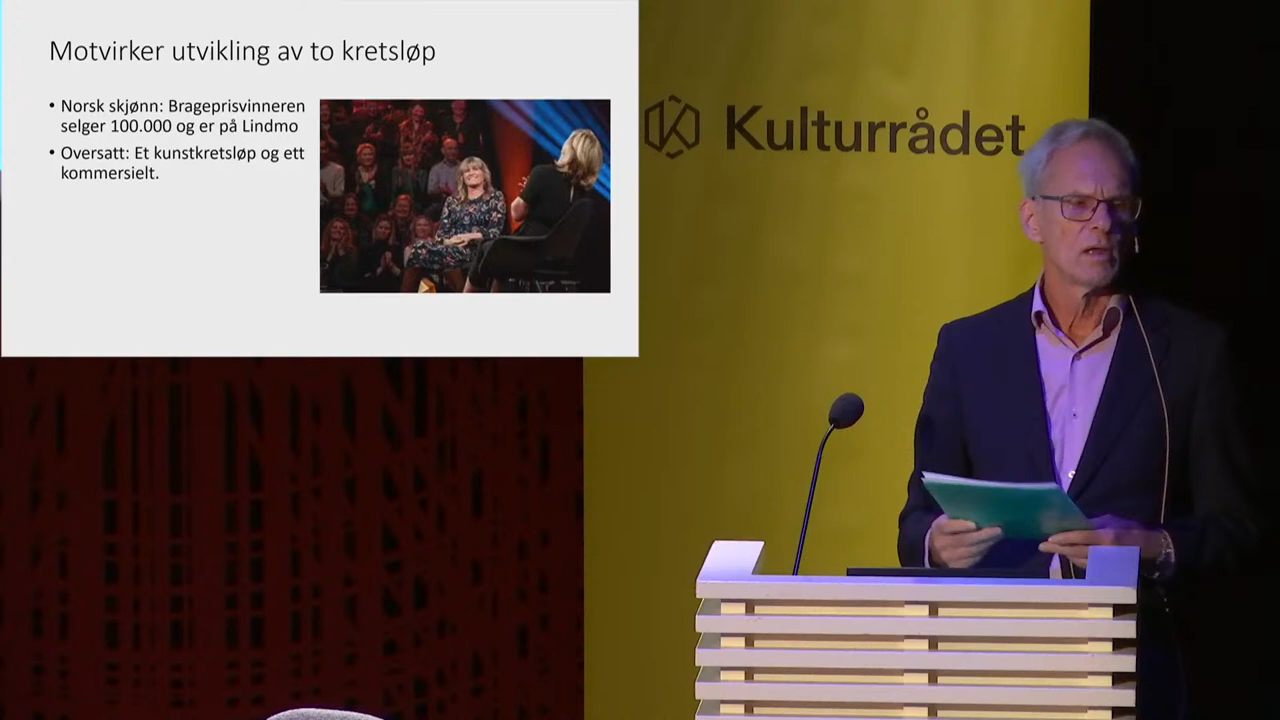 Motvirker utvikling av to kretsløp
• Norsk skjønn: Brageprisvinneren
selger 100.000 og er på Lindmo
• Oversatt: Et kunstkretsløp og ett
kommersielt.
Kulturrådet